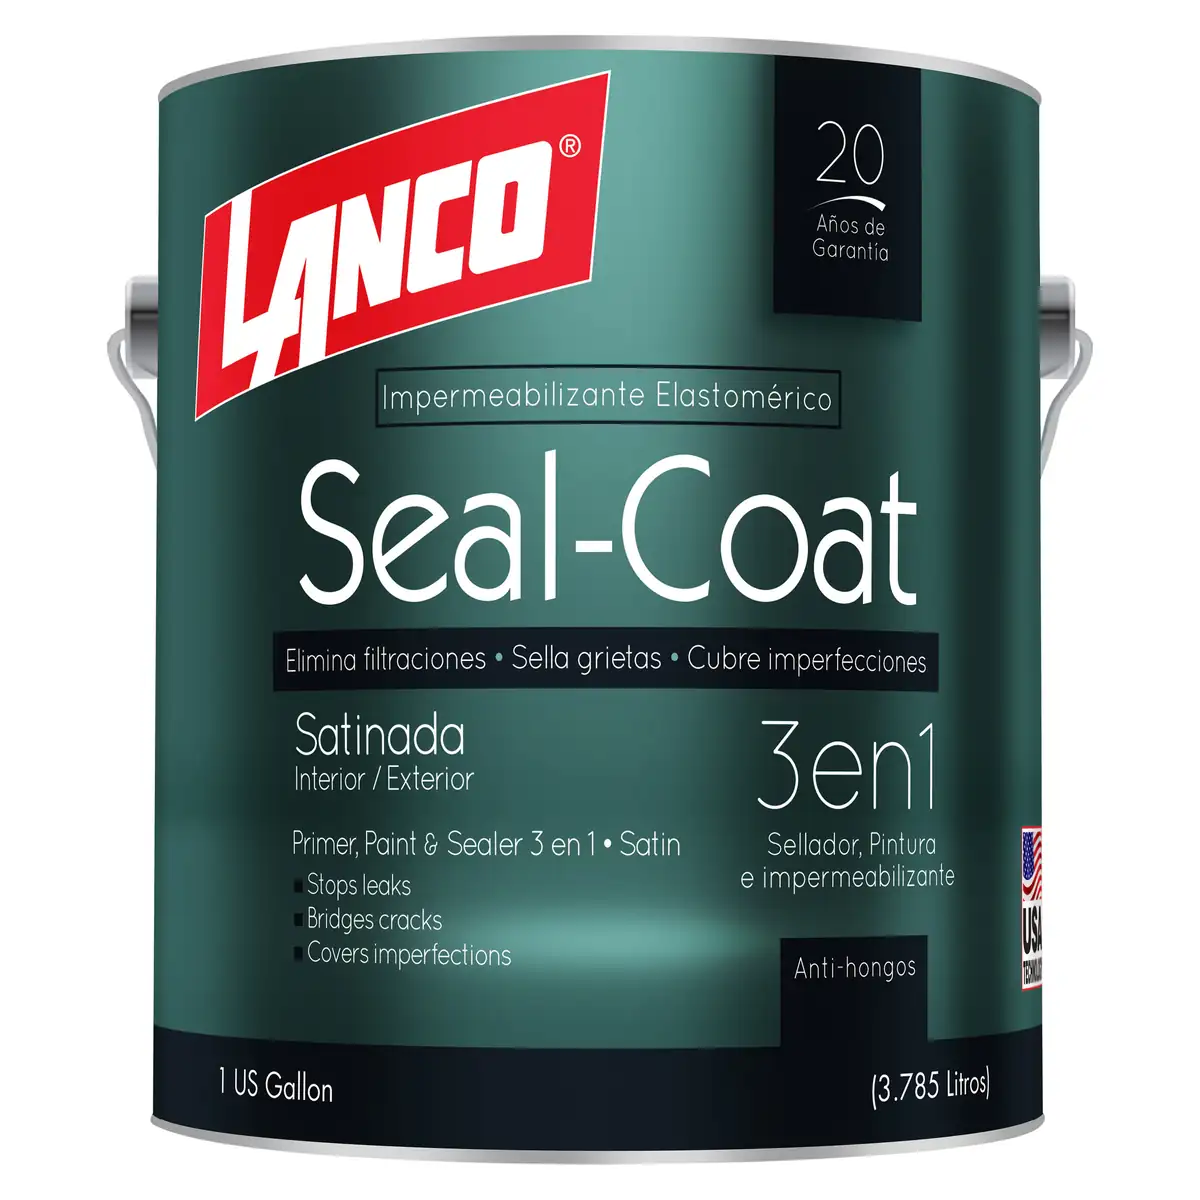 LANCO®
20
Años de
Garantía
Impermeabilizante Elastomérico
Seal-Coat
Elimina filtraciones • Sella grietas • Cubre imperfecciones
Satinada
Interior / Exterior
3en1
Sellador, Pintura
e impermeabilizante
Primer, Paint & Sealer 3 en 1 • Satin
Stops leaks
Bridges cracks
Covers imperfections
Anti-hongos
USA
1 US Gallon
(3.785 Litros)